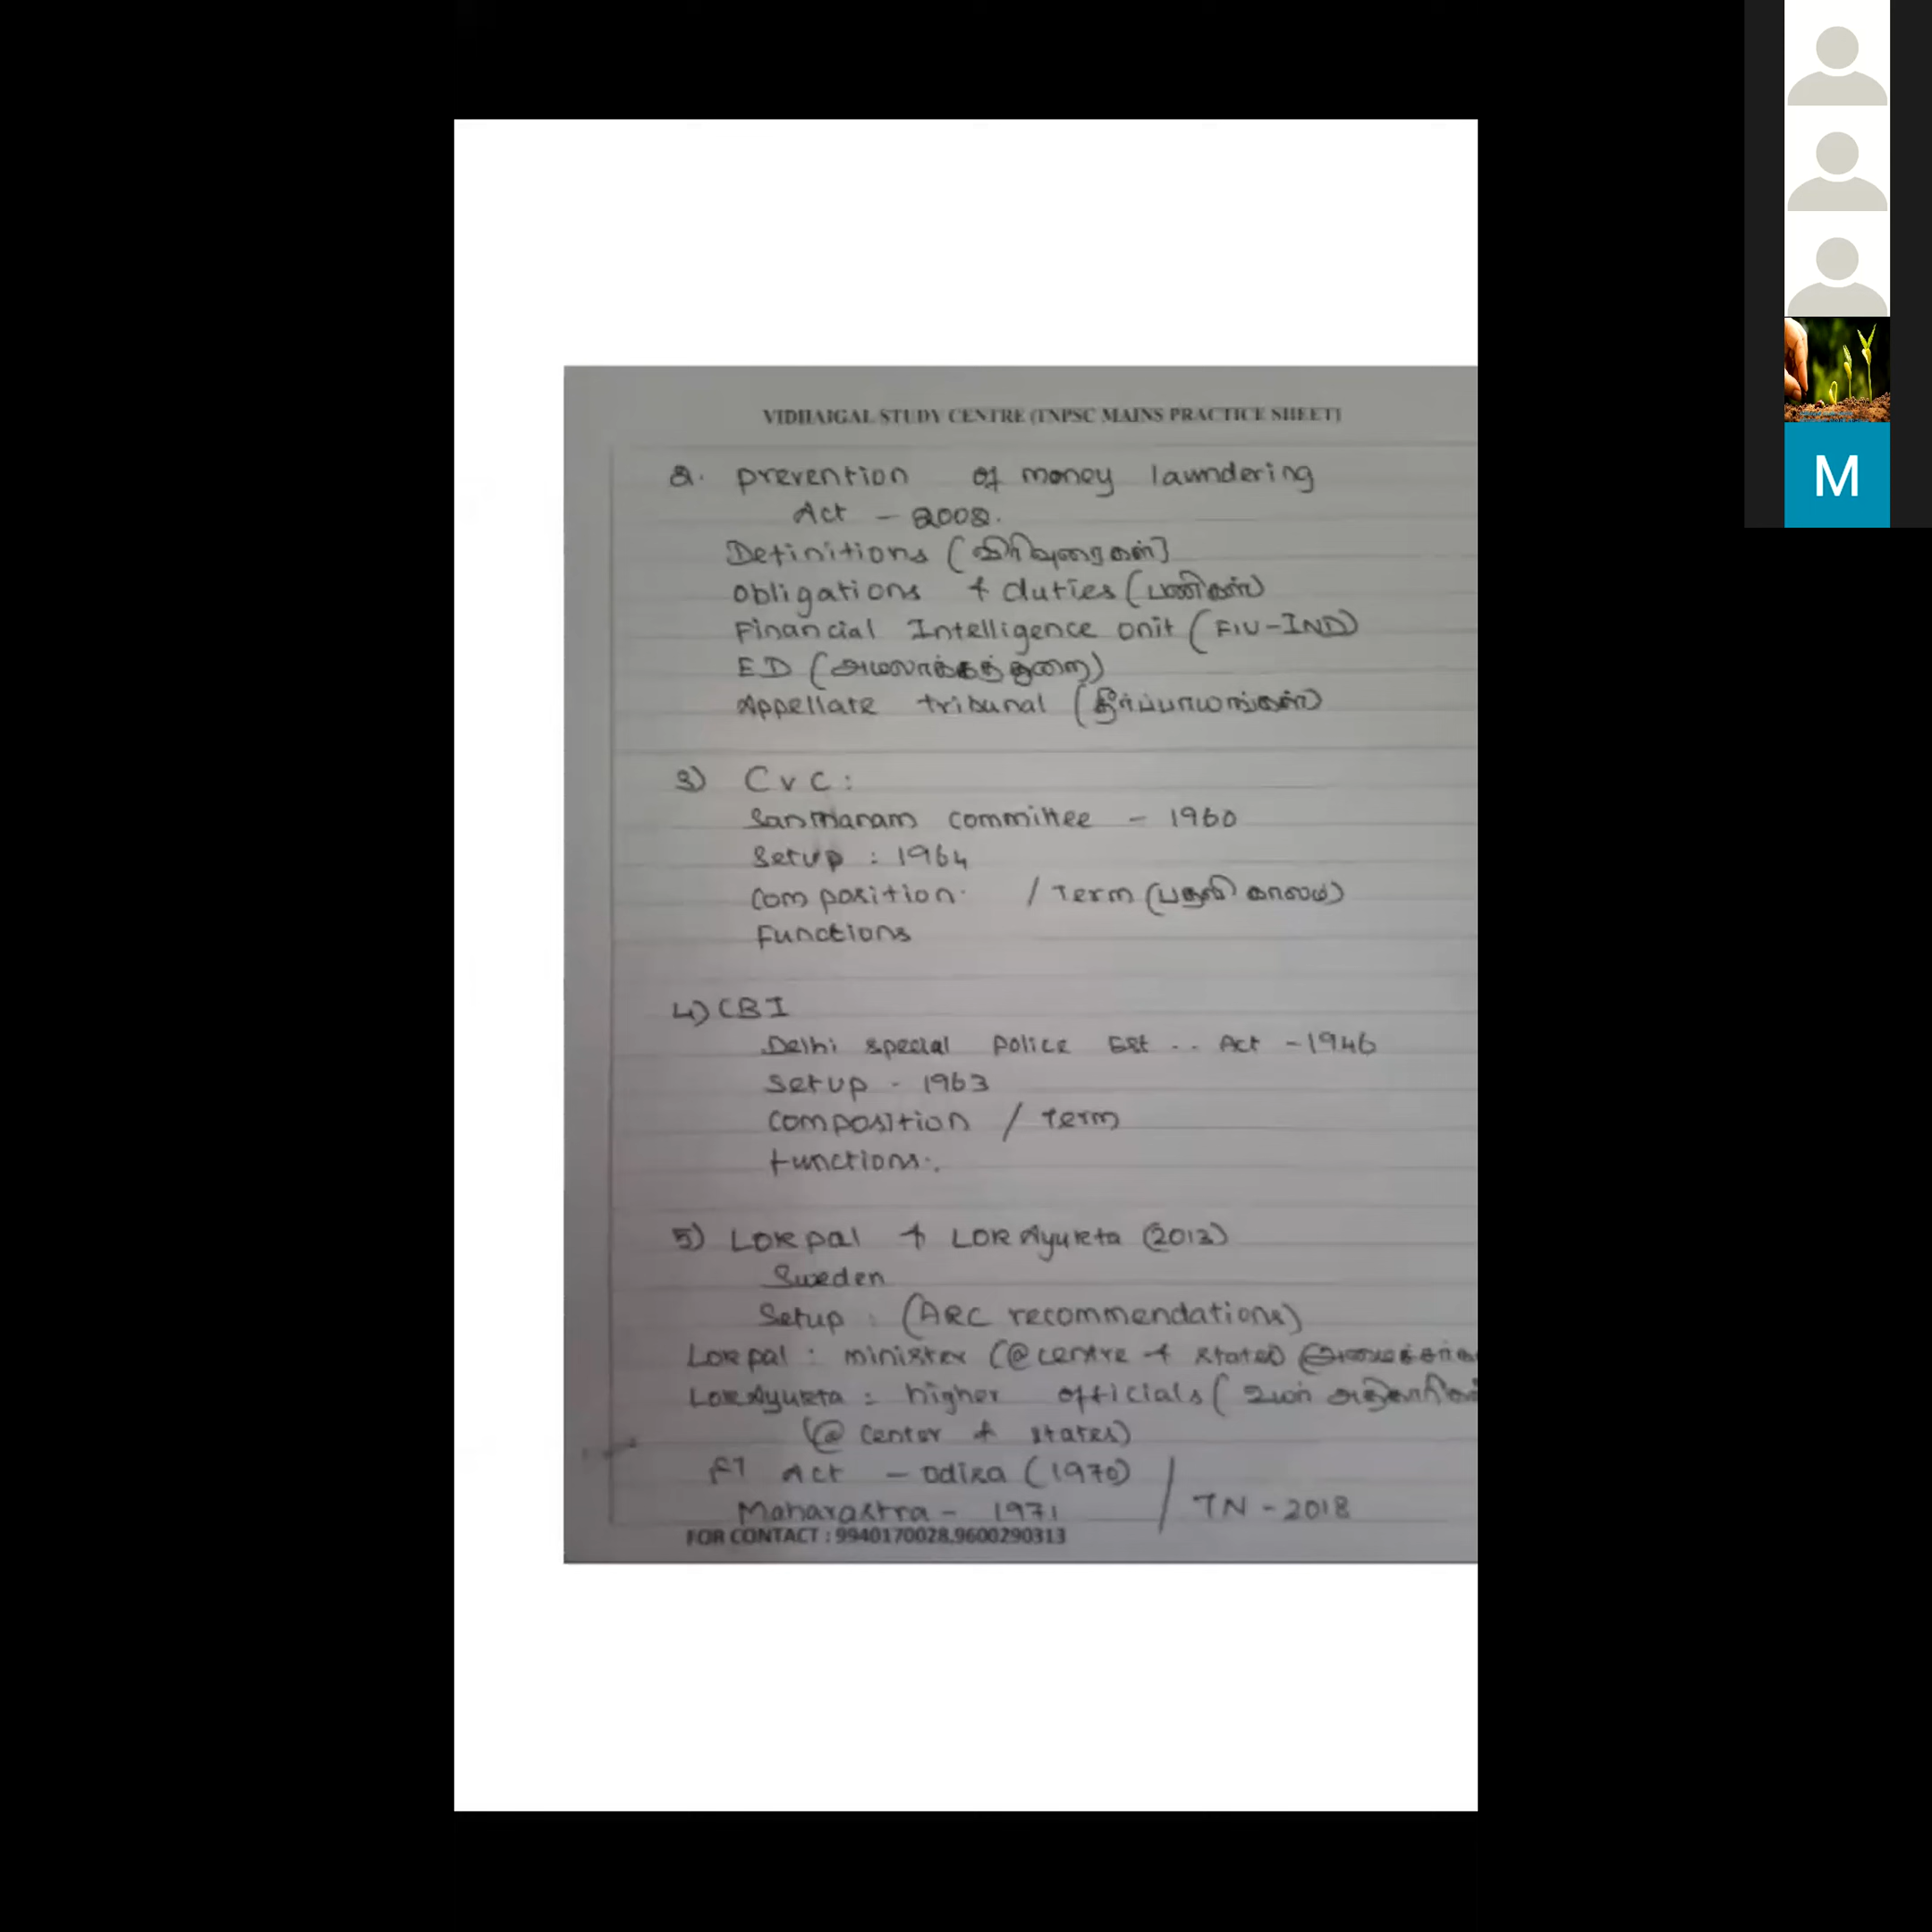 VIDHAIGAL STUDY CENTRE (TNPSC MAINS PRACTICE SHEET)
2. Prevention of money laundering
Act - 2002.
Definitions (விரிவுரைகள்)
Obligations & duties (பணிகள்)
Financial Intelligence Unit (FIU-IND)
ED (அமலாக்கத்துறை)
Appellate tribunal (தீர்ப்பாயங்கள்)
3) CVC:
Santhanam committee - 1960
Setup : 1964
Composition / Term (பதவி காலம்)
Functions
4) CBI
Delhi special police Est .. Act - 1946
Setup - 1963
Composition / Term
functions..
5) Lokpal & LokAyukta (2013)
Sweden
Setup : (ARC recommendations)
Lokpal : minister (@ centre & states)
LokAyukta : higher officials (உயர்
(@ center & states)
Act - Odisa (1970)
Maharastra - 1971 / TN - 2018
FOR CONTACT : 9940170028,9600290313
M